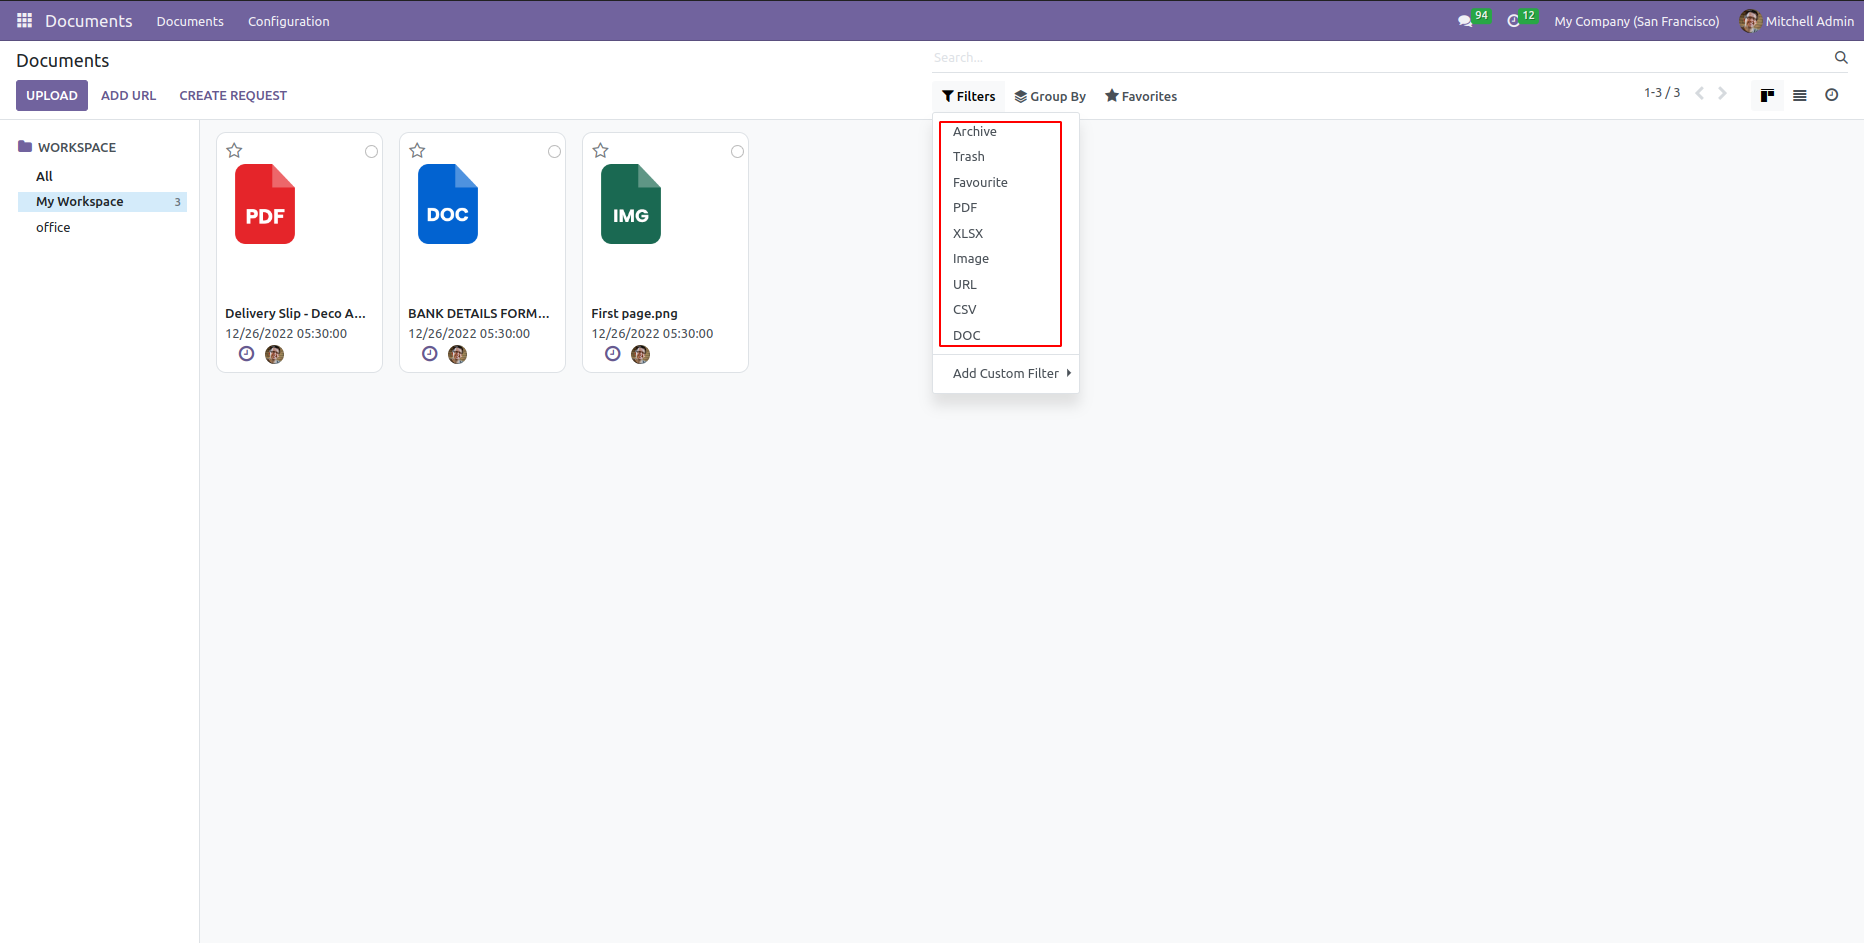 Documents Documents Configuration 94 12 My Company (San Francisco) Mitchell Admin
Documents
Search...
UPLOAD ADD URL CREATE REQUEST
Filters Group By Favorites 1-3 / 3
WORKSPACE
All
My Workspace 3
office
PDF
Delivery Slip - Deco A...
12/26/2022 05:30:00
DOC
BANK DETAILS FORM...
12/26/2022 05:30:00
IMG
First page.png
12/26/2022 05:30:00
Archive
Trash
Favourite
PDF
XLSX
Image
URL
CSV
DOC
Add Custom Filter